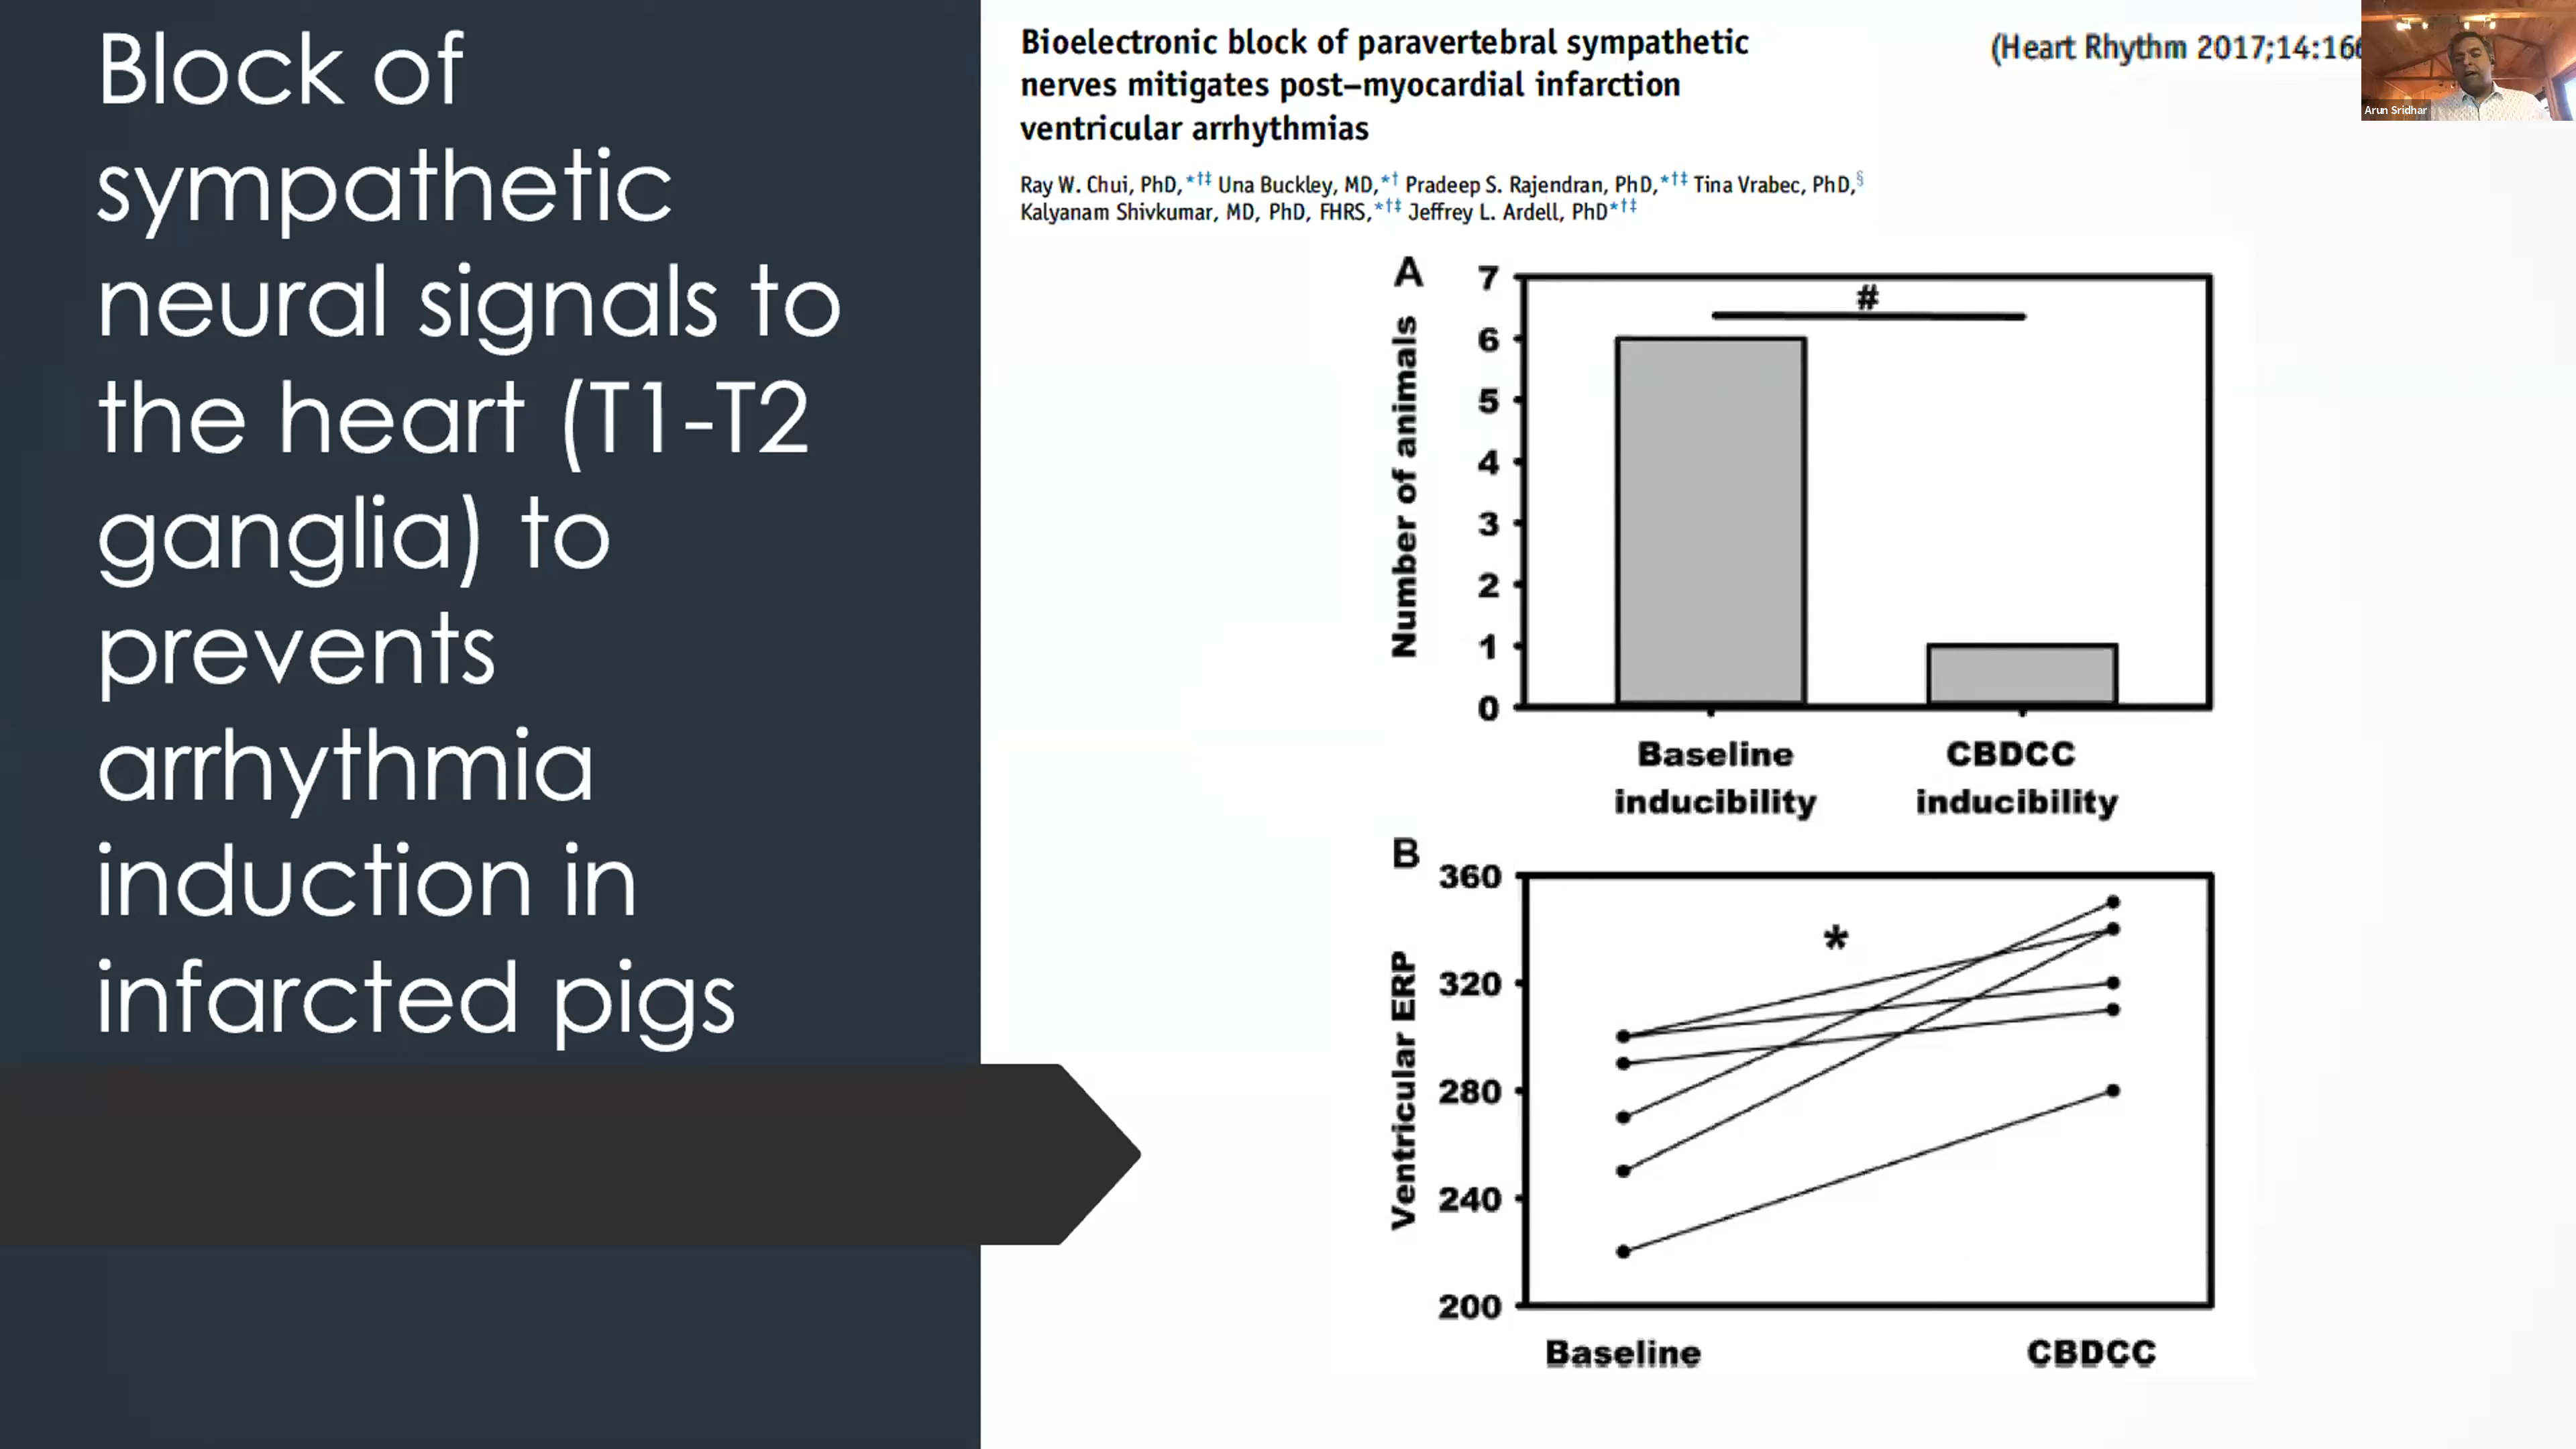 Block of
sympathetic
neural signals to
the heart (T1-T2
ganglia) to
prevents
arrhythmia
induction in
infarcted pigs
Bioelectronic block of paravertebral sympathetic
nerves mitigates post–myocardial infarction
ventricular arrhythmias
(Heart Rhythm 2017;14:16
Arun Sridhar
Ray W. Chui, PhD,*†‡ Una Buckley, MD,*† Pradeep S. Rajendran, PhD,*†‡ Tina Vrabec, PhD,§
Kalyanam Shivkumar, MD, PhD, FHRS,*†‡ Jeffrey L. Ardell, PhD*†‡
A
Number of animals
7
6
5
4
3
2
1
0
#
Baseline
inducibility
CBDCC
inducibility
B
Ventricular ERP
360
320
280
240
200
*
Baseline
CBDCC